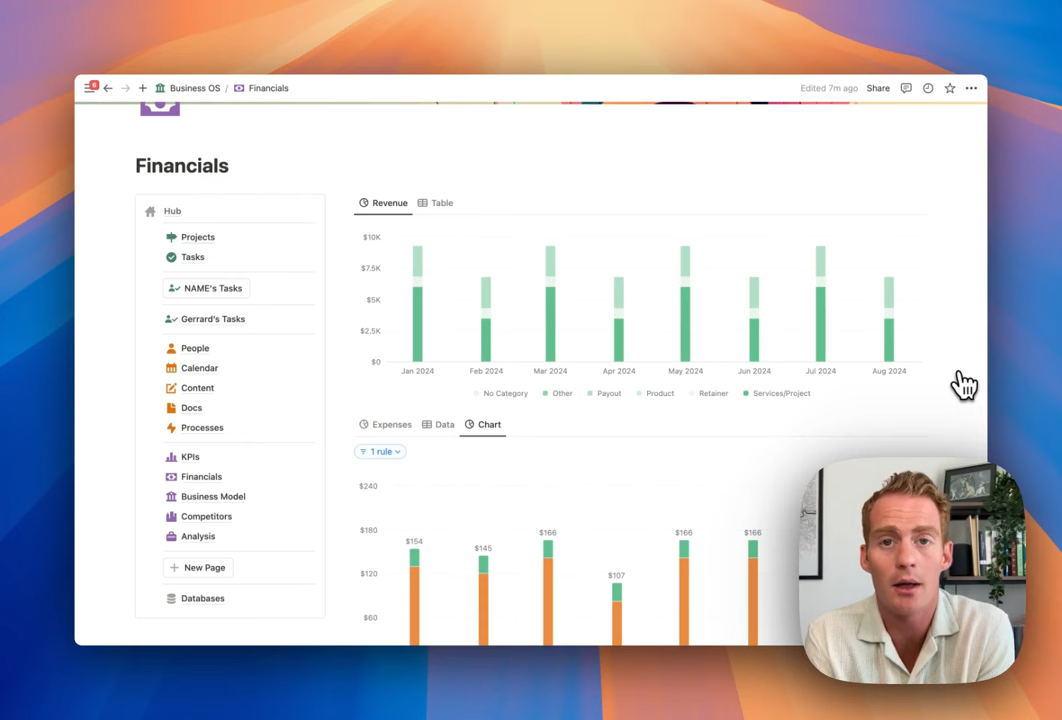 6
Business OS / Financials
Edited 7m ago Share
Financials
Hub
Projects
Tasks
NAME's Tasks
Gerrard's Tasks
People
Calendar
Content
Docs
Processes
KPIs
Financials
Business Model
Competitors
Analysis
New Page
Databases
Revenue Table
$10K
$7.5K
$5K
$2.5K
$0
Jan 2024 Feb 2024 Mar 2024 Apr 2024 May 2024 Jun 2024 Jul 2024 Aug 2024
No Category Other Payout Product Retainer Services/Project
Expenses Data Chart
1 rule
$240
$180
$120
$60
$154 $145 $166 $107 $166 $166